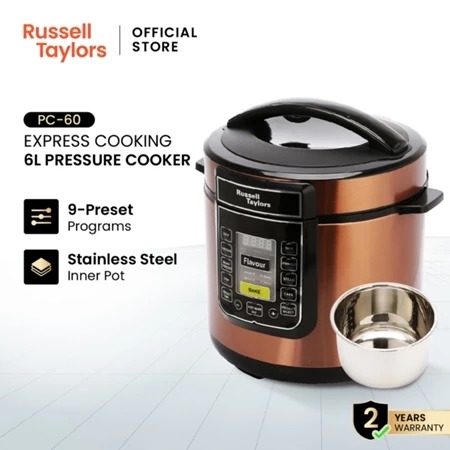 Russell
Taylors
OFFICIAL
STORE
PC-60
EXPRESS COOKING
6L PRESSURE COOKER
9-Preset
Programs
Stainless Steel
Inner Pot
Russell
Taylors
Flavour
2 YEARS
WARRANTY